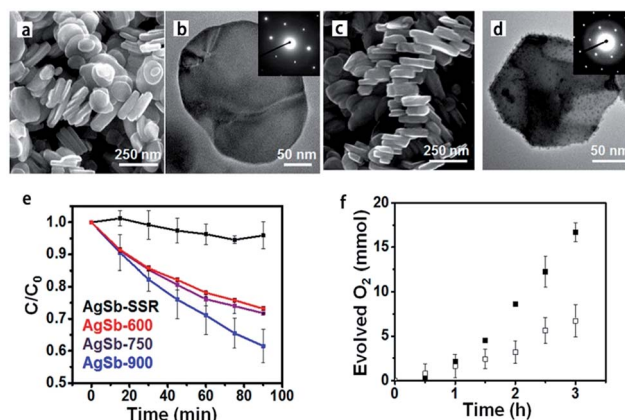 a
250 nm
b
50 nm
c
250 nm
d
50 nm
e
C/C0
1.0
0.9
0.8
0.7
0.6
0.5
AgSb-SSR
AgSb-600
AgSb-750
AgSb-900
0 20 40 60 80 100
Time (min)
f
Evolved O2 (mmol)
20
15
10
5
0
0 1 2 3
Time (h)